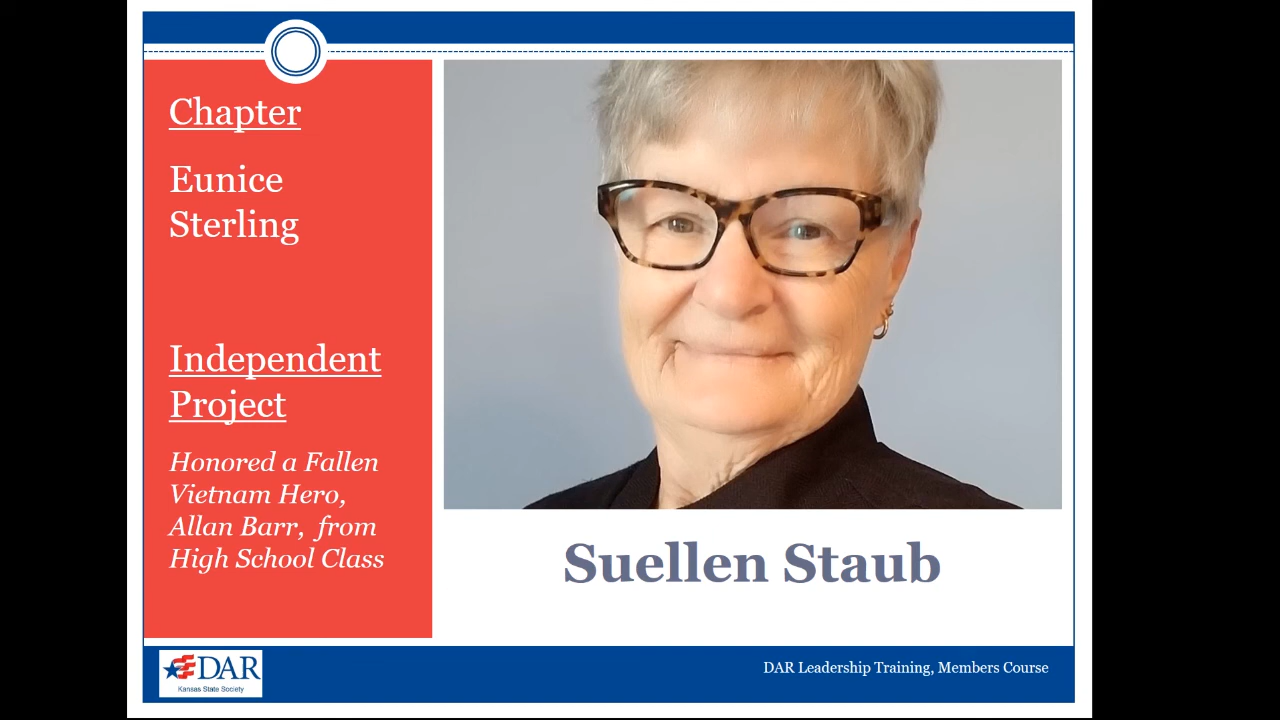 Chapter
Eunice
Sterling
Independent
Project
Honored a Fallen
Vietnam Hero,
Allan Barr, from
High School Class
Suellen Staub
DAR
Kansas State Society
DAR Leadership Training, Members Course